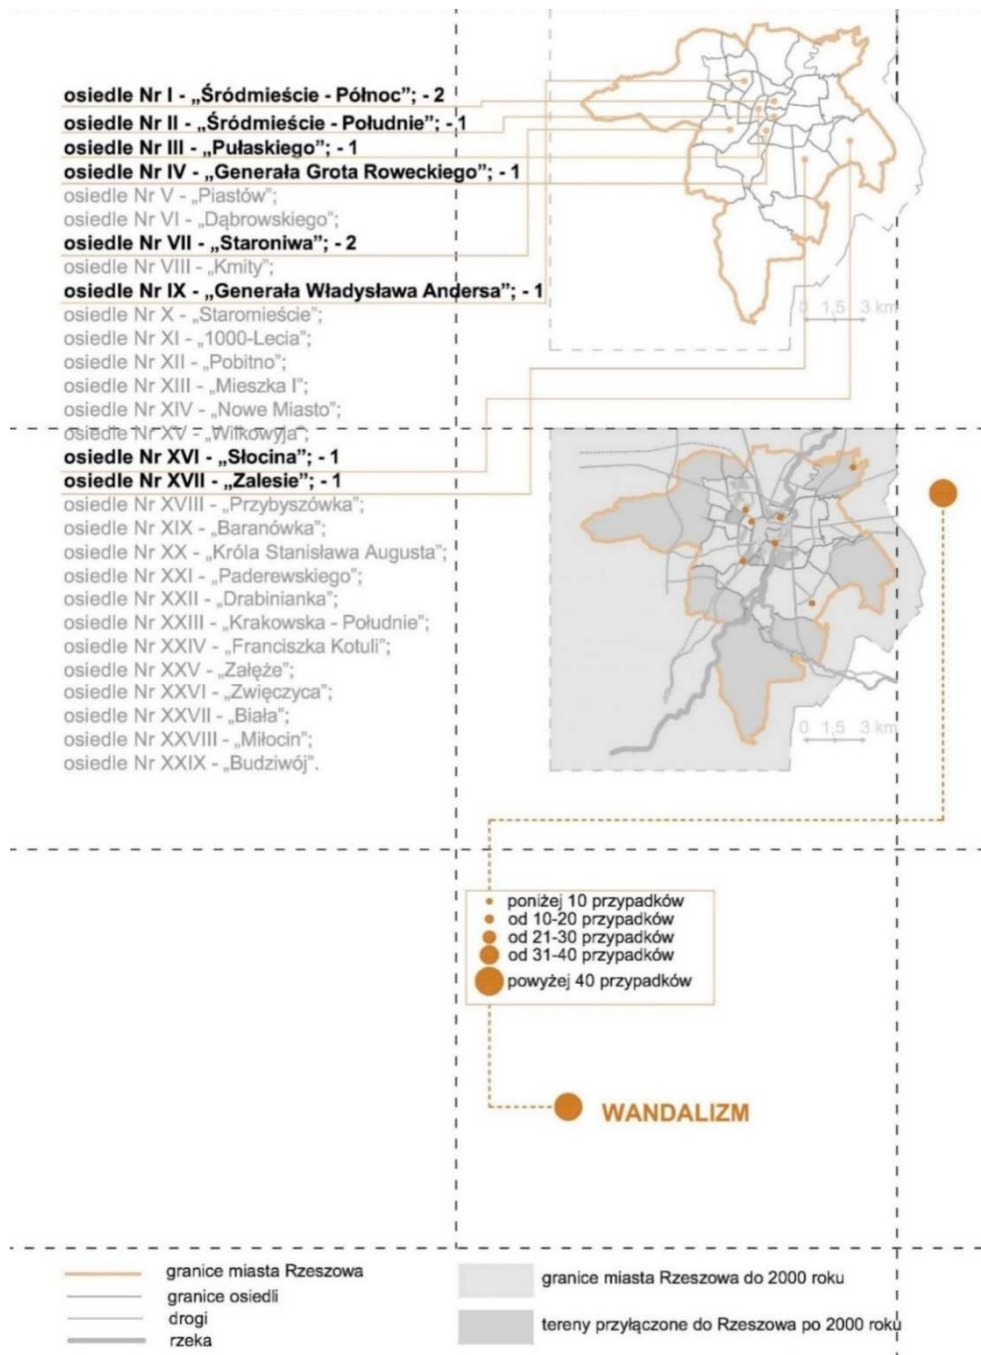 osiedle Nr I - „Śródmieście - Północ”; - 2
osiedle Nr II - „Śródmieście - Południe”; - 1
osiedle Nr III - „Pułaskiego”; - 1
osiedle Nr IV - „Generała Grota Roweckiego”; - 1
osiedle Nr V - „Piastów”;
osiedle Nr VI - „Dąbrowskiego”;
osiedle Nr VII - „Staroniwa”; - 2
osiedle Nr VIII - „Kmity”;
osiedle Nr IX - „Generała Władysława Andersa”; - 1
osiedle Nr X - „Staromieście”;
osiedle Nr XI - „1000-Lecia”;
osiedle Nr XII - „Pobitno”;
osiedle Nr XIII - „Mieszka I”;
osiedle Nr XIV - „Nowe Miasto”;
osiedle Nr XV - „Wilkowyja”;
osiedle Nr XVI - „Słocina”; - 1
osiedle Nr XVII - „Zalesie”; - 1
osiedle Nr XVIII - „Przybyszówka”;
osiedle Nr XIX - „Baranówka”;
osiedle Nr XX - „Króla Stanisława Augusta”;
osiedle Nr XXI - „Paderewskiego”;
osiedle Nr XXII - „Drabinianka”;
osiedle Nr XXIII - „Krakowska - Południe”;
osiedle Nr XXIV - „Franciszka Kotuli”;
osiedle Nr XXV - „Załęże”;
osiedle Nr XXVI - „Zwięczyca”;
osiedle Nr XXVII - „Biała”;
osiedle Nr XXVIII - „Miłocin”;
osiedle Nr XXIX - „Budziwój”.
0 1,5 3 km
0 1,5 3 km
poniżej 10 przypadków
od 10-20 przypadków
od 21-30 przypadków
od 31-40 przypadków
powyżej 40 przypadków
WANDALIZM
granice miasta Rzeszowa
granice osiedli
drogi
rzeka
granice miasta Rzeszowa do 2000 roku
tereny przyłączone do Rzeszowa po 2000 roku